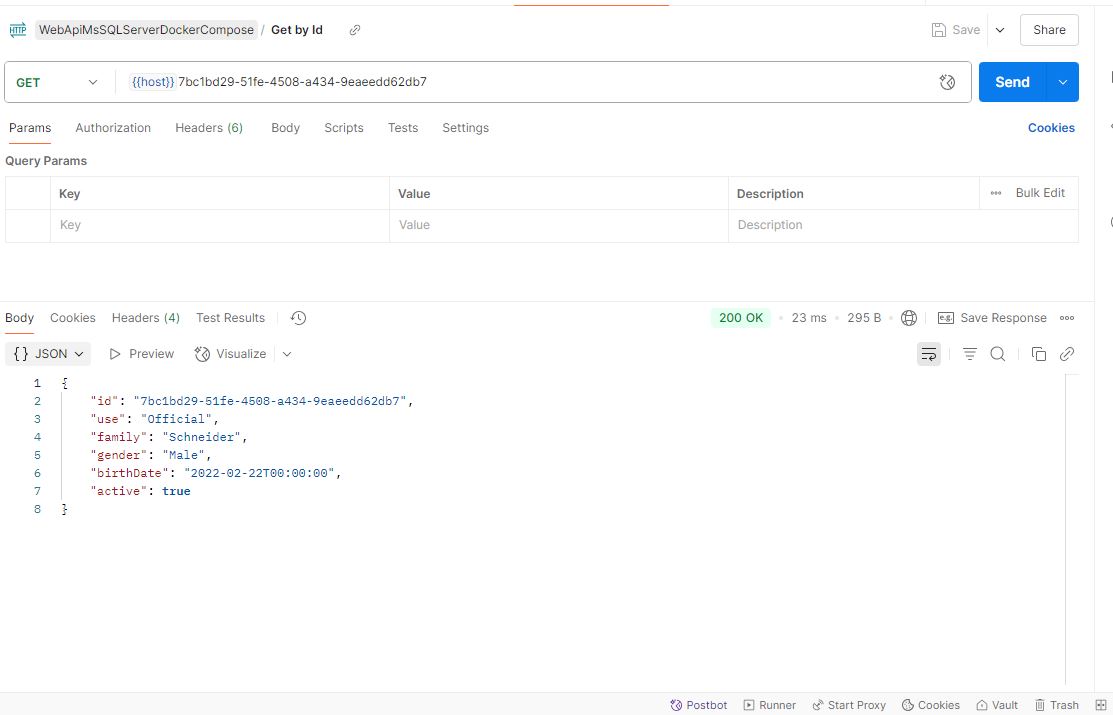 HTTP WebApiMsSQLServerDockerCompose / Get by Id Save Share
GET {{host}} 7bc1bd29-51fe-4508-a434-9eaeedd62db7 Send
Params Authorization Headers (6) Body Scripts Tests Settings Cookies
Query Params
Key Value Description Bulk Edit
Key Value Description
Body Cookies Headers (4) Test Results 200 OK 23 ms 295 B e.g. Save Response
{} JSON Preview Visualize
1 {
2 "id": "7bc1bd29-51fe-4508-a434-9eaeedd62db7",
3 "use": "Official",
4 "family": "Schneider",
5 "gender": "Male",
6 "birthDate": "2022-02-22T00:00:00",
7 "active": true
8 }
Postbot Runner Start Proxy Cookies Vault Trash